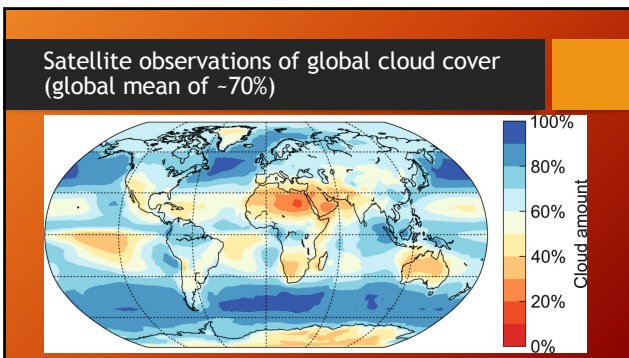 Satellite observations of global cloud cover
(global mean of ~70%)
100%
80%
60%
40%
20%
0%
Cloud amount